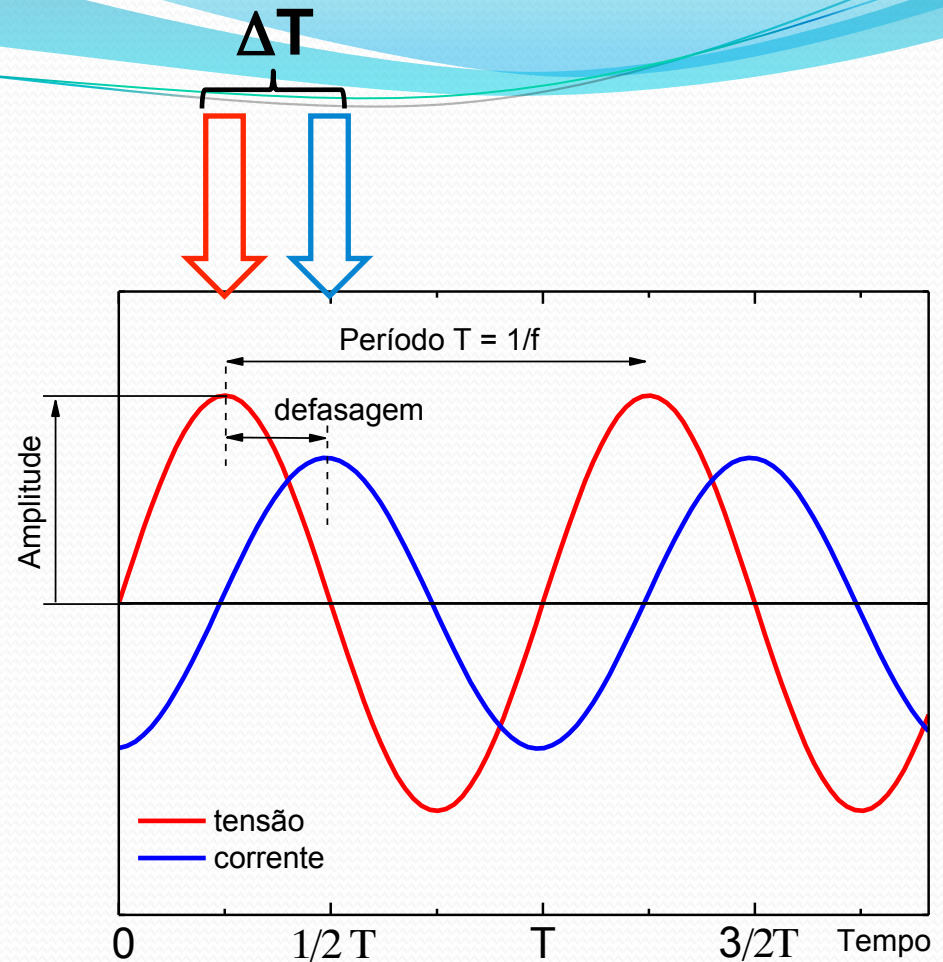 ΔT
Período T = 1/f
defasagem
Amplitude
tensão
corrente
0 1/2 T T 3/2T Tempo